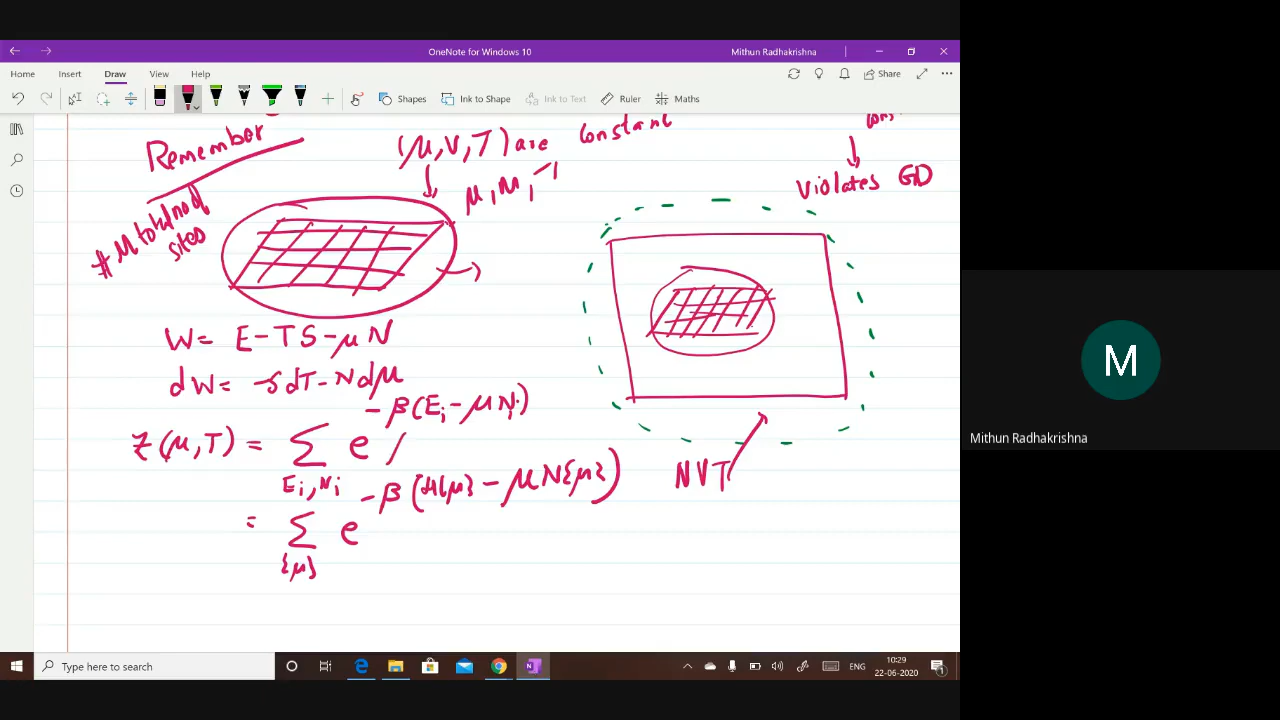 OneNote for Windows 10
Mithun Radhakrishna
Home Insert Draw View Help
Share
Shapes
Ink to Shape
Ink to Text
Ruler
Maths
Remember
(μ, V, T) are constant
μ, M, T
# M total no of sites
Violates GD
W = E - TS - μN
dW = -SdT - Ndμ
Z(μ,T) = Σ e -β(Ei - μNi)
Ei, Ni
= Σ e -β(H{μ} - μN{μ})
{μ}
NVT
M
Mithun Radhakrishna
Type here to search
ENG
10:29
22-06-2020